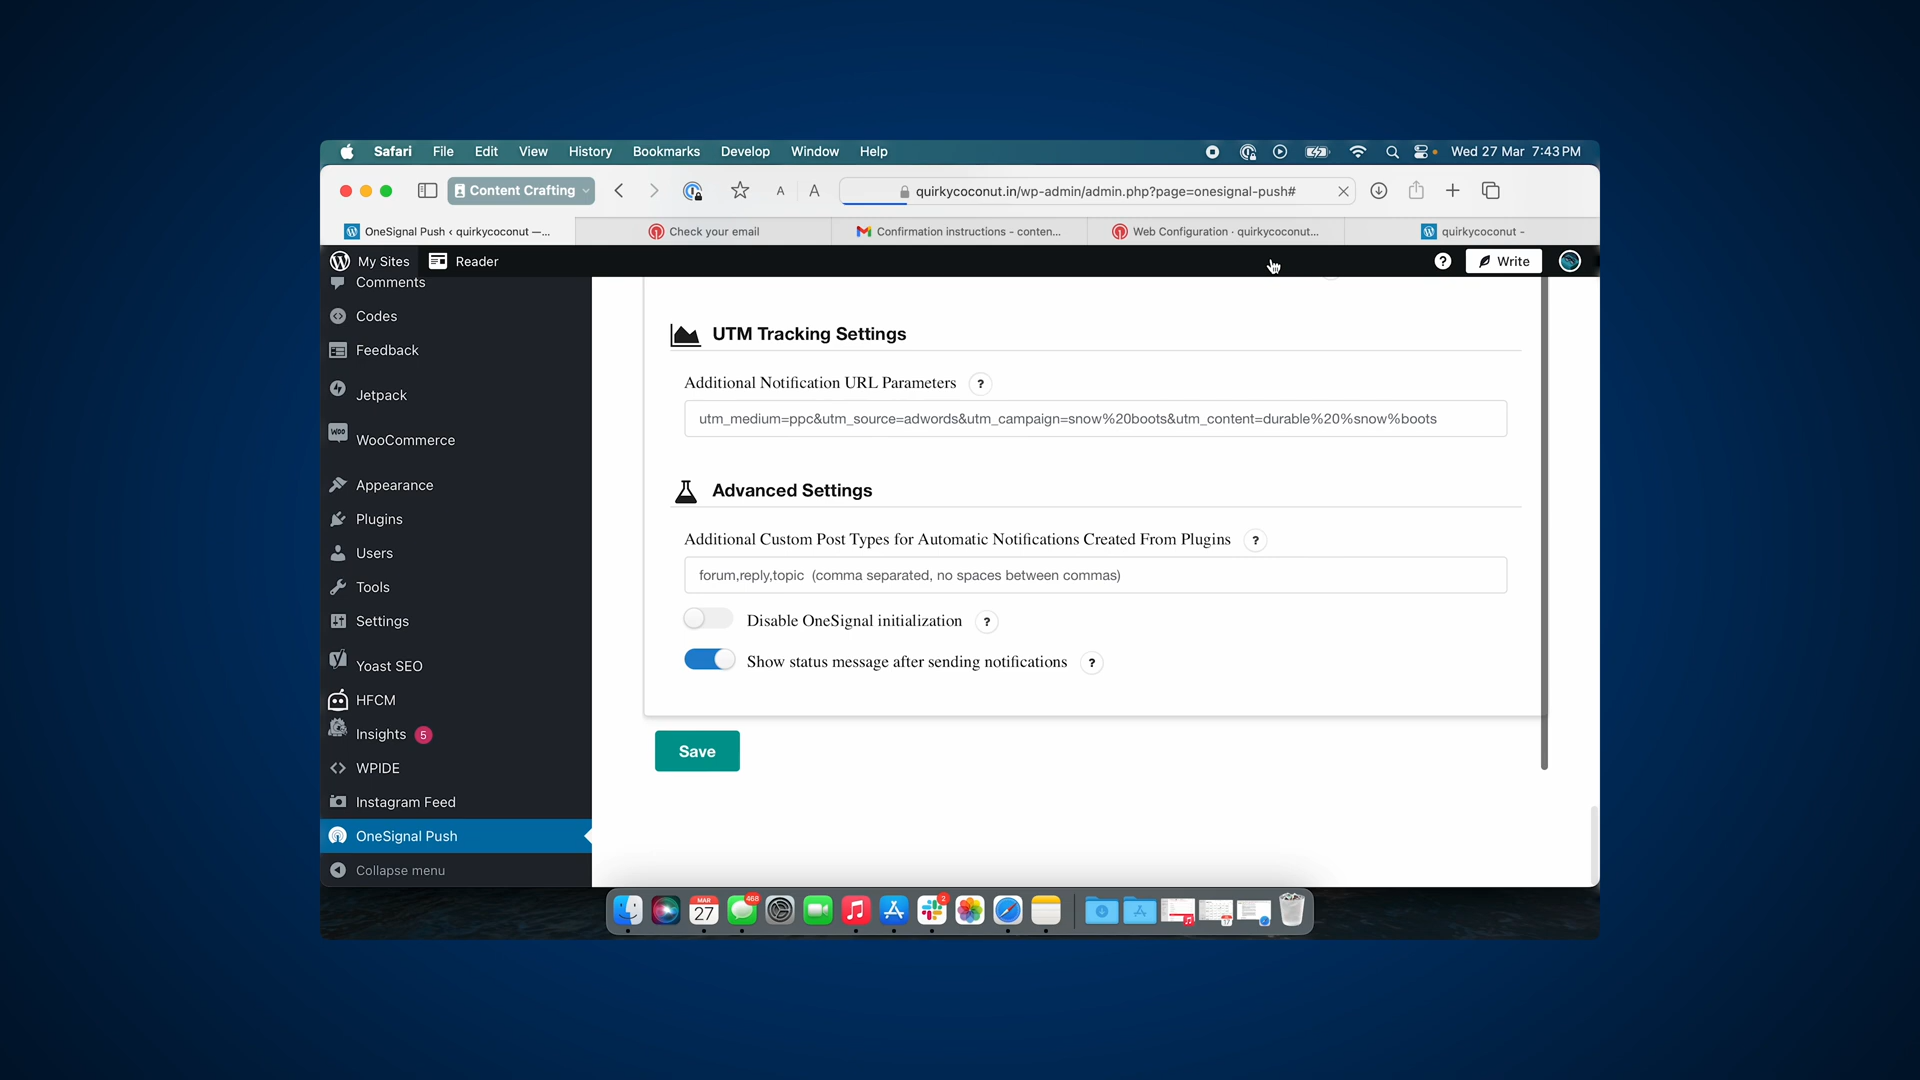 Safari File Edit View History Bookmarks Develop Window Help Wed 27 Mar 7:43 PM
Content Crafting A A quirkycoconut.in/wp-admin/admin.php?page=onesignal-push#
OneSignal Push ‹ quirkycoconut —... Check your email Confirmation instructions - conten... Web Configuration · quirkycoconut... quirkycoconut -
My Sites Reader ? Write
Comments
Codes
Feedback
Jetpack
WooCommerce
Appearance
Plugins
Users
Tools
Settings
Yoast SEO
HFCM
Insights 5
WPIDE
Instagram Feed
OneSignal Push
Collapse menu
UTM Tracking Settings
Additional Notification URL Parameters ?
utm_medium=ppc&utm_source=adwords&utm_campaign=snow%20boots&utm_content=durable%20%snow%boots
Advanced Settings
Additional Custom Post Types for Automatic Notifications Created From Plugins ?
forum,reply,topic (comma separated, no spaces between commas)
Disable OneSignal initialization ?
Show status message after sending notifications ?
Save
MAR
27
468
2
17